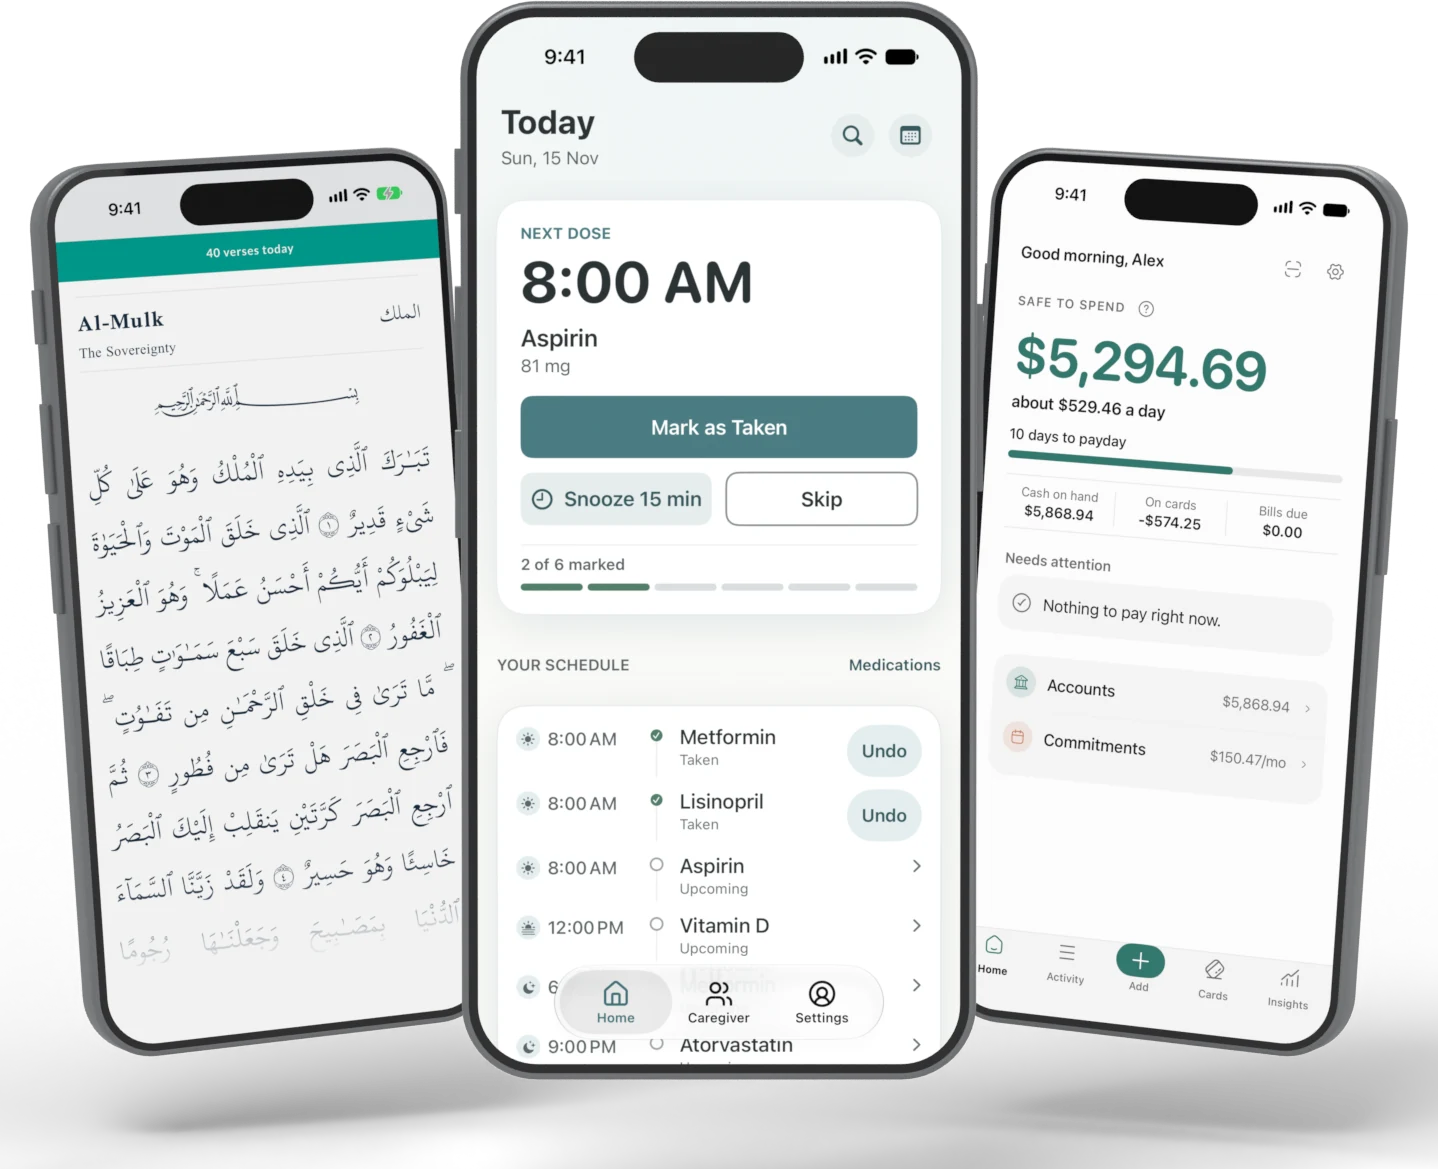 9:41
40 verses today
Al-Mulk
الملك
The Sovereignty
بِسْمِ ٱللَّهِ ٱلرَّحْمَٰنِ ٱلرَّحِيمِ
تَبَـٰرَكَ ٱلَّذِى بِيَدِهِ ٱلْمُلْكُ وَهُوَ عَلَىٰ كُلِّ
شَىْءٍ قَدِيرٌ ١ ٱلَّذِى خَلَقَ ٱلْمَوْتَ وَٱلْحَيَوٰةَ
لِيَبْلُوَكُمْ أَيُّكُمْ أَحْسَنُ عَمَلًا ۚ وَهُوَ ٱلْعَزِيزُ
ٱلْغَفُورُ ٢ ٱلَّذِى خَلَقَ سَبْعَ سَمَـٰوَٰتٍ طِبَاقًا ۖ
مَّا تَرَىٰ فِى خَلْقِ ٱلرَّحْمَـٰنِ مِن تَفَـٰوُتٍ ۖ
فَٱرْجِعِ ٱلْبَصَرَ هَلْ تَرَىٰ مِن فُطُورٍ ٣ ثُمَّ
ٱرْجِعِ ٱلْبَصَرَ كَرَّتَيْنِ يَنقَلِبْ إِلَيْكَ ٱلْبَصَرُ
خَاسِئًا وَهُوَ حَسِيرٌ ٤ وَلَقَدْ زَيَّنَّا ٱلسَّمَآءَ
ٱلدُّنْيَا بِمَصَـٰبِيحَ وَجَعَلْنَـٰهَا رُجُومًا
9:41
Today
Sun, 15 Nov
NEXT DOSE
8:00 AM
Aspirin
81 mg
Mark as Taken
Snooze 15 min
Skip
2 of 6 marked
YOUR SCHEDULE
Medications
8:00 AM Metformin
Taken
Undo
8:00 AM Lisinopril
Taken
Undo
8:00 AM Aspirin
Upcoming
12:00 PM Vitamin D
Upcoming
6 Metformin
Home
Caregiver
Settings
9:00 PM Atorvastatin
9:41
Good morning, Alex
SAFE TO SPEND ?
$5,294.69
about $529.46 a day
10 days to payday
Cash on hand
$5,868.94
On cards
-$574.25
Bills due
$0.00
Needs attention
Nothing to pay right now.
Accounts $5,868.94
Commitments $150.47/mo
Home
Activity
Add
Cards
Insights